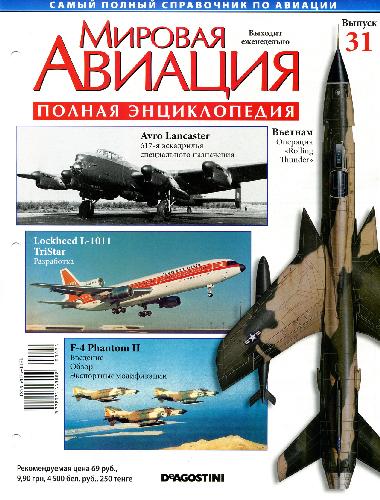 САМЫЙ ПОЛНЫЙ СПРАВОЧНИК ПО АВИАЦИИ
МИРОВАЯ
Выходит
еженедельно
Выпуск
31
АВИАЦИЯ
ПОЛНАЯ ЭНЦИКЛОПЕДИЯ
Avro Lancaster
617-я эскадрилья
специального назначения
Вьетнам
Операция
«Rolling
Thunder»
Lockheed L-1011
TriStar
Разработка
F-4 Phantom II
Введение
Обзор
Экспортные модификации
Рекомендуемая цена 69 руб.,
9,90 грн, 4 500 бел. руб., 250 тенге
DEAGOSTINI